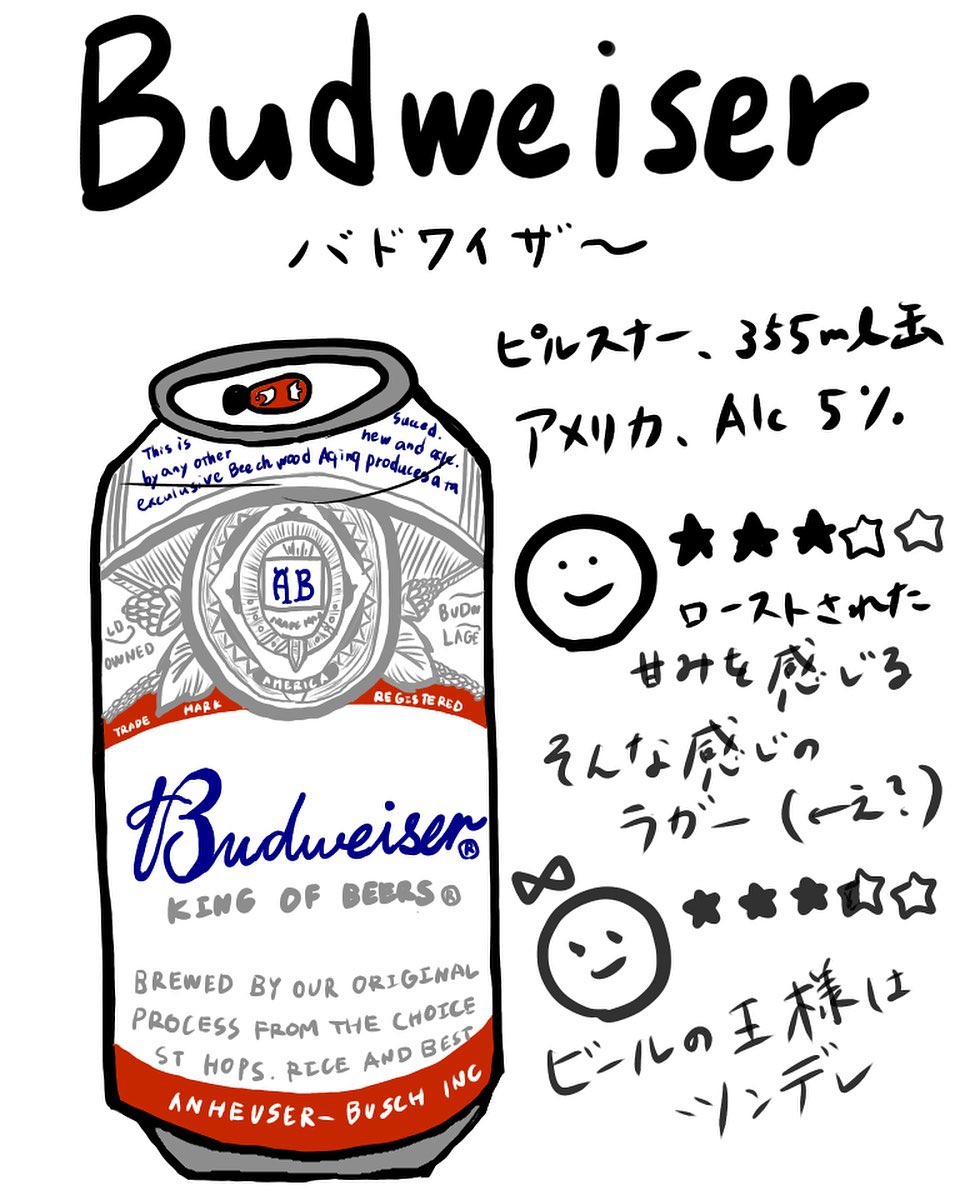 Budweiser
バドワイザ〜
ピルスナー、355ml缶
アメリカ、Alc 5%
★★★☆☆
ローストされた
甘みを感じる
そんな感じの
ラガー (←え?)
★★★☆☆
ビールの王様は
ツンデレ
This is
by any other
exculusive Beechwood Aging produces a ta
Succed.
new and age.
AB
TRADE MARK
AMERICA
LD
OWNED
BUDW
LAGE
TRADE MARK
REGISTERED
Budweiser®
KING OF BEERS®
BREWED BY OUR ORIGINAL
PROCESS FROM THE CHOICE
ST HOPS. RICE AND BEST
ANHEUSER-BUSCH INC